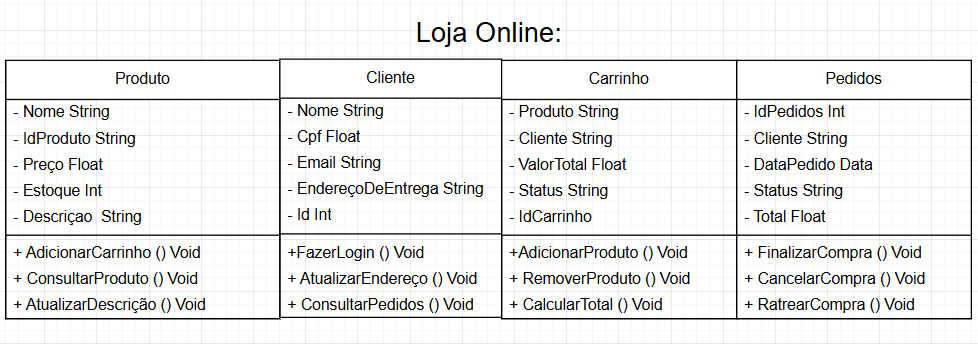 Loja Online:
Produto
- Nome String
- IdProduto String
- Preço Float
- Estoque Int
- Descriçao  String
+ AdicionarCarrinho () Void
+ ConsultarProduto () Void
+ AtualizarDescrição () Void
Cliente
- Nome String
- Cpf Float
- Email String
- EndereçoDeEntrega String
- Id Int
+FazerLogin () Void
+ AtualizarEndereço () Void
+ ConsultarPedidos () Void
Carrinho
- Produto String
- Cliente String
- ValorTotal Float
- Status String
- IdCarrinho
+AdicionarProduto () Void
+ RemoverProduto () Void
+ CalcularTotal () Void
Pedidos
- IdPedidos Int
- Cliente String
- DataPedido Data
- Status String
- Total Float
+ FinalizarCompra () Void
+ CancelarCompra () Void
+ RatrearCompra () Void